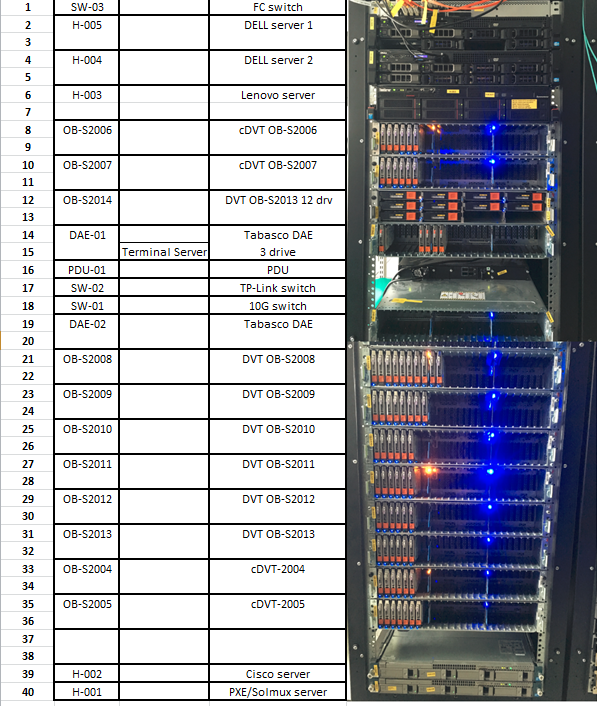 1 SW-03 FC switch
2 H-005 DELL server 1
3
4 H-004 DELL server 2
5
6 H-003 Lenovo server
7
8 OB-S2006 cDVT OB-S2006
9
10 OB-S2007 cDVT OB-S2007
11
12 OB-S2014 DVT OB-S2013 12 drv
13
14 DAE-01 Tabasco DAE
15 Terminal Server 3 drive
16 PDU-01 PDU
17 SW-02 TP-Link switch
18 SW-01 10G switch
19 DAE-02 Tabasco DAE
20
21 OB-S2008 DVT OB-S2008
22
23 OB-S2009 DVT OB-S2009
24
25 OB-S2010 DVT OB-S2010
26
27 OB-S2011 DVT OB-S2011
28
29 OB-S2012 DVT OB-S2012
30
31 OB-S2013 DVT OB-S2013
32
33 OB-S2004 cDVT-2004
34
35 OB-S2005 cDVT-2005
36
37
38
39 H-002 Cisco server
40 H-001 PXE/Solmux server